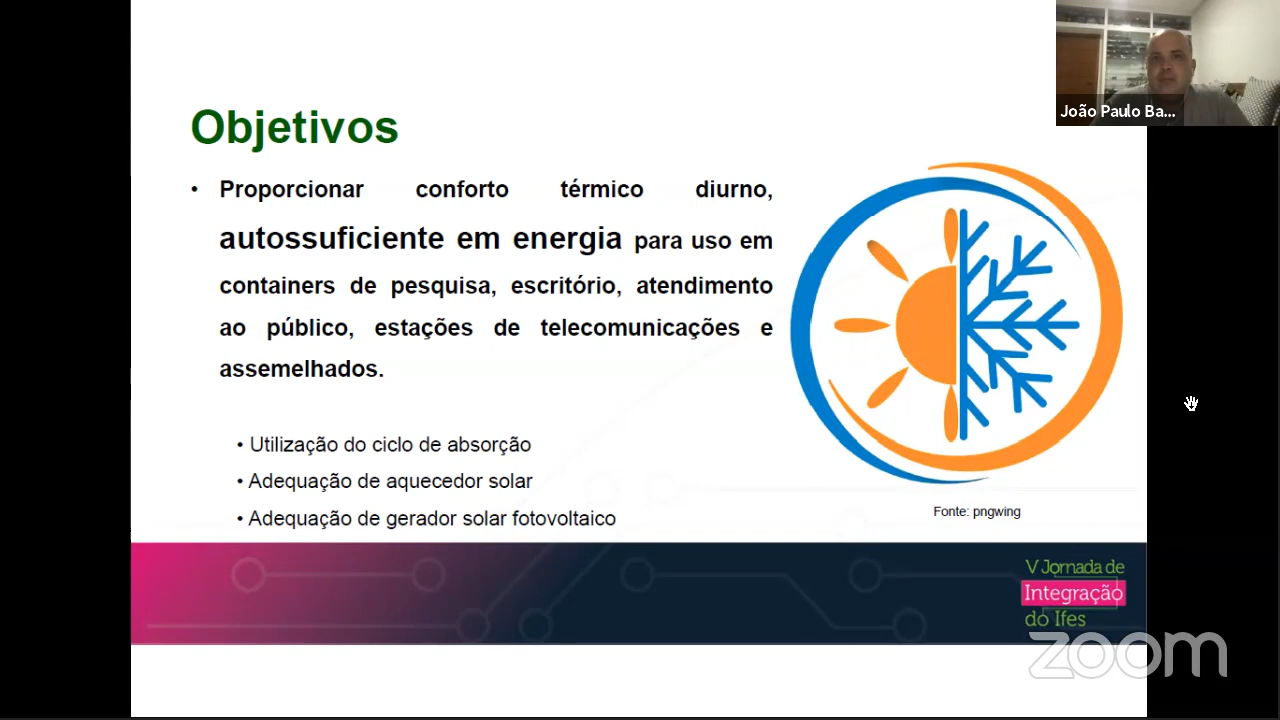 João Paulo Ba...
Objetivos
• Proporcionar conforto térmico diurno,
autossuficiente em energia para uso em
containers de pesquisa, escritório, atendimento
ao público, estações de telecomunicações e
assemelhados.
• Utilização do ciclo de absorção
• Adequação de aquecedor solar
• Adequação de gerador solar fotovoltaico
Fonte: pngwing
V Jornada de
Integração
do Ifes
zoom